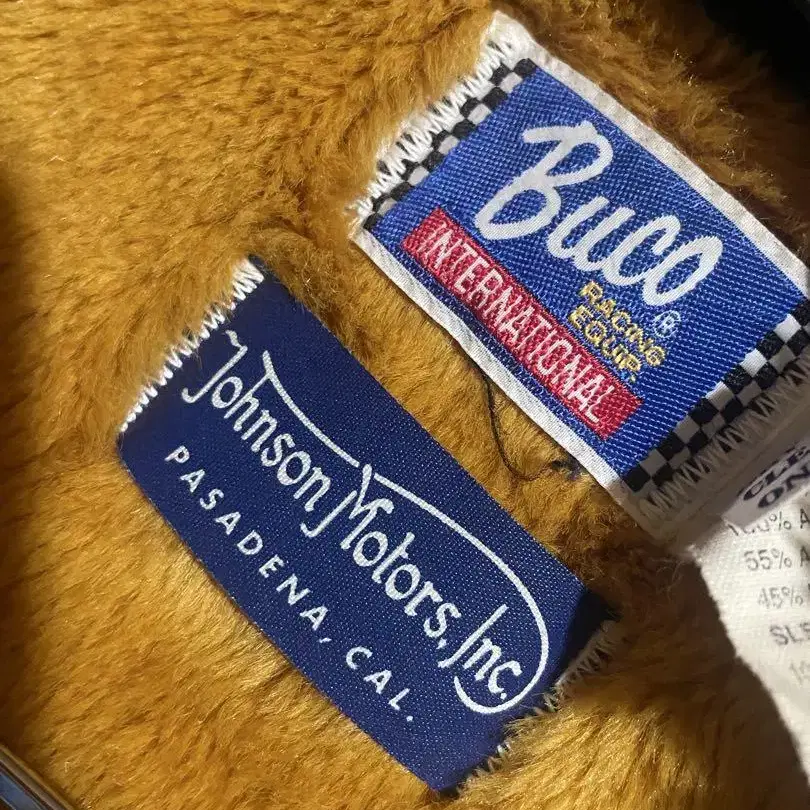 Buco®
RACING
EQUIP.
INTERNATIONAL
Johnson Motors, Inc.
PASADENA, CAL.
55%
45%